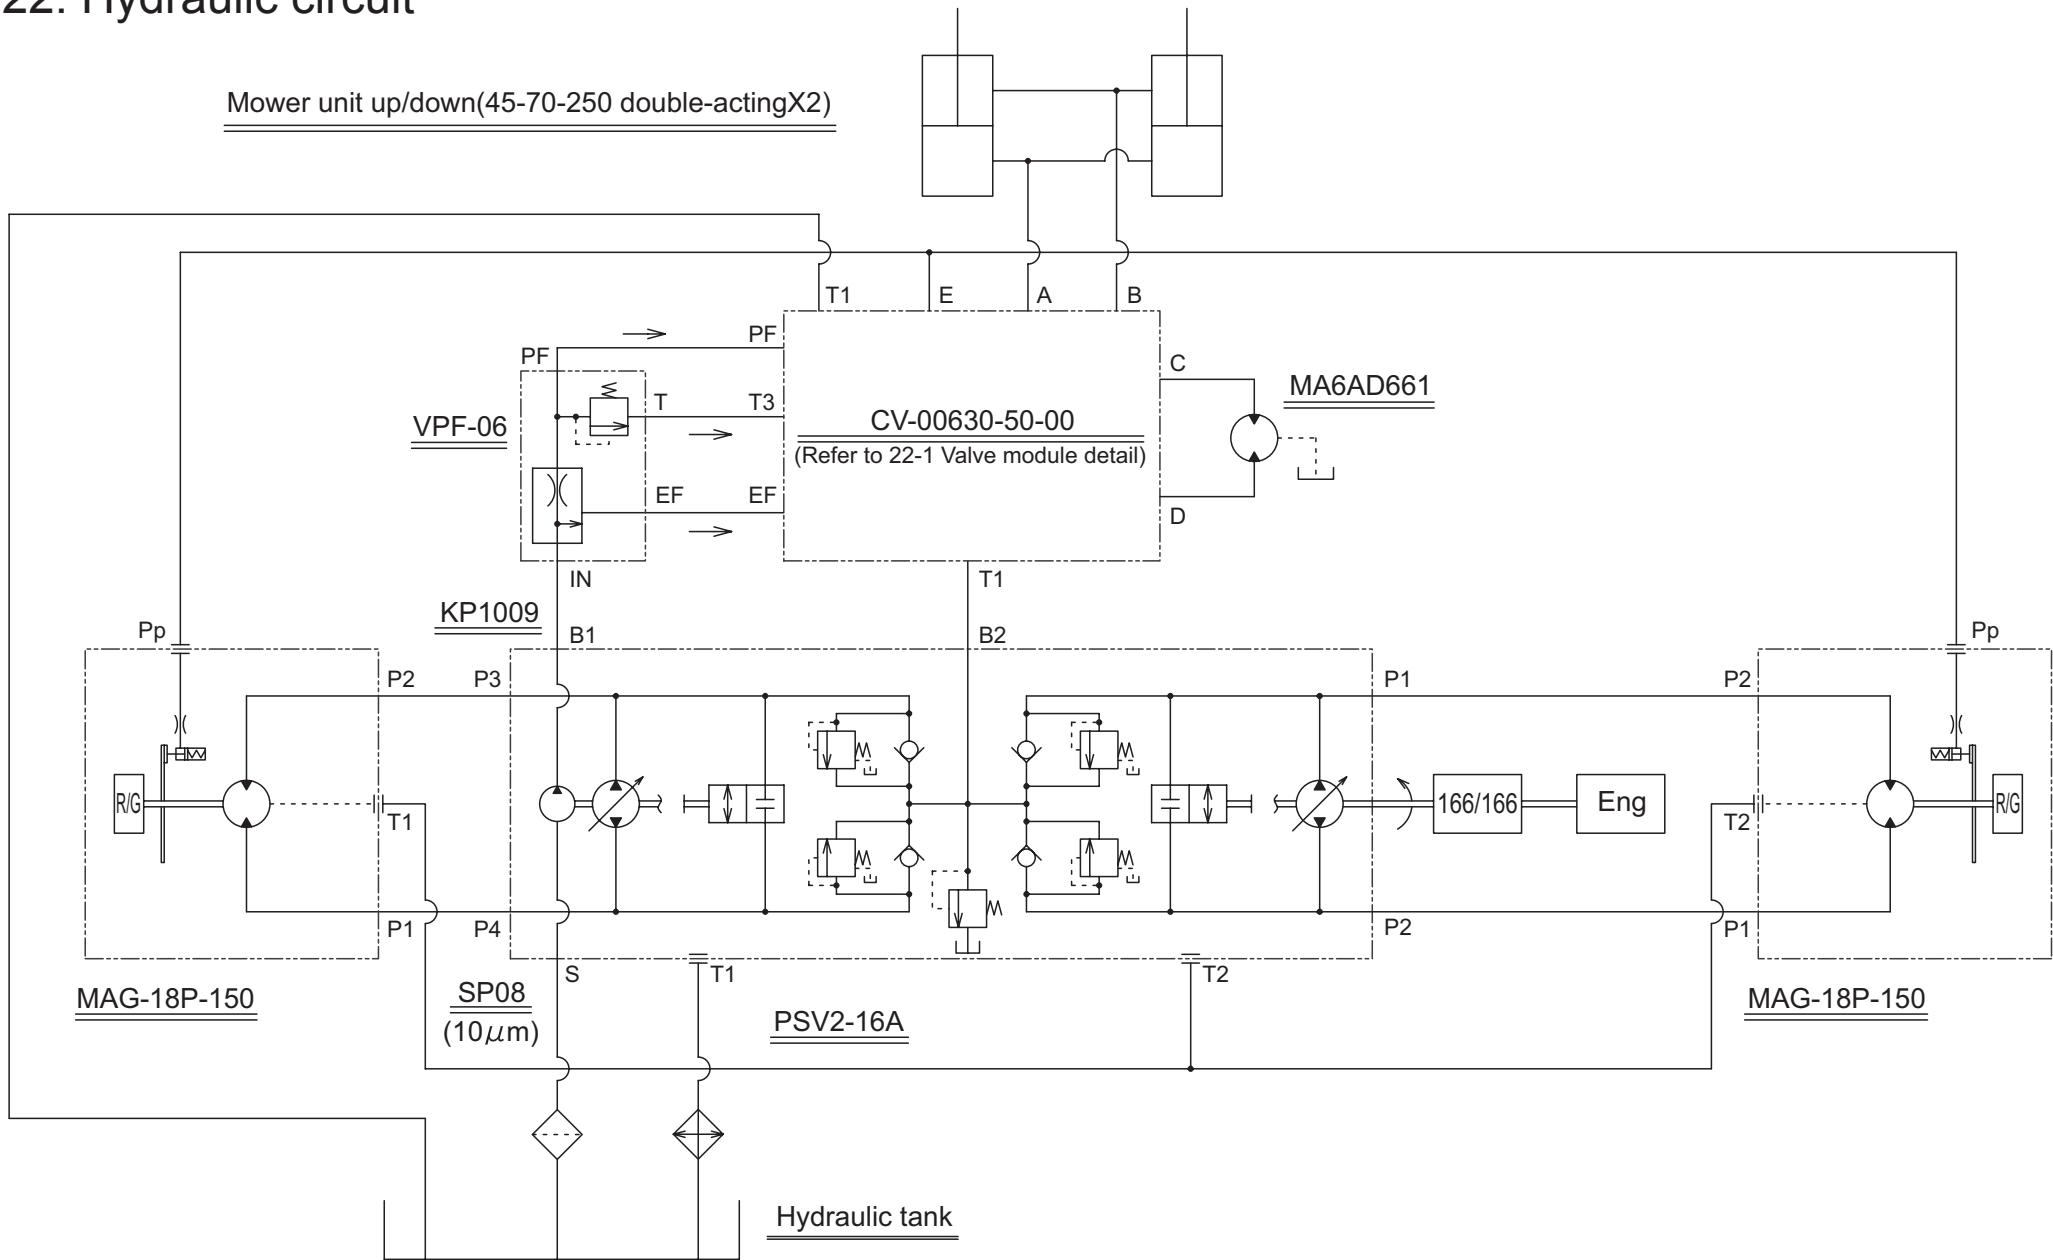 22. Hydraulic circuit
Mower unit up/down(45-70-250 double-actingX2)
T1
E
A
B
PF
PF
C
MA6AD661
VPF-06
T
T3
CV-00630-50-00
(Refer to 22-1 Valve module detail)
EF
EF
D
IN
T1
KP1009
B1
B2
Pp
Pp
P2
P3
P1
P2
R/G
T1
166/166
Eng
T2
R/G
P1
P4
P2
P1
S
T1
T2
MAG-18P-150
SP08
(10μm)
PSV2-16A
MAG-18P-150
Hydraulic tank